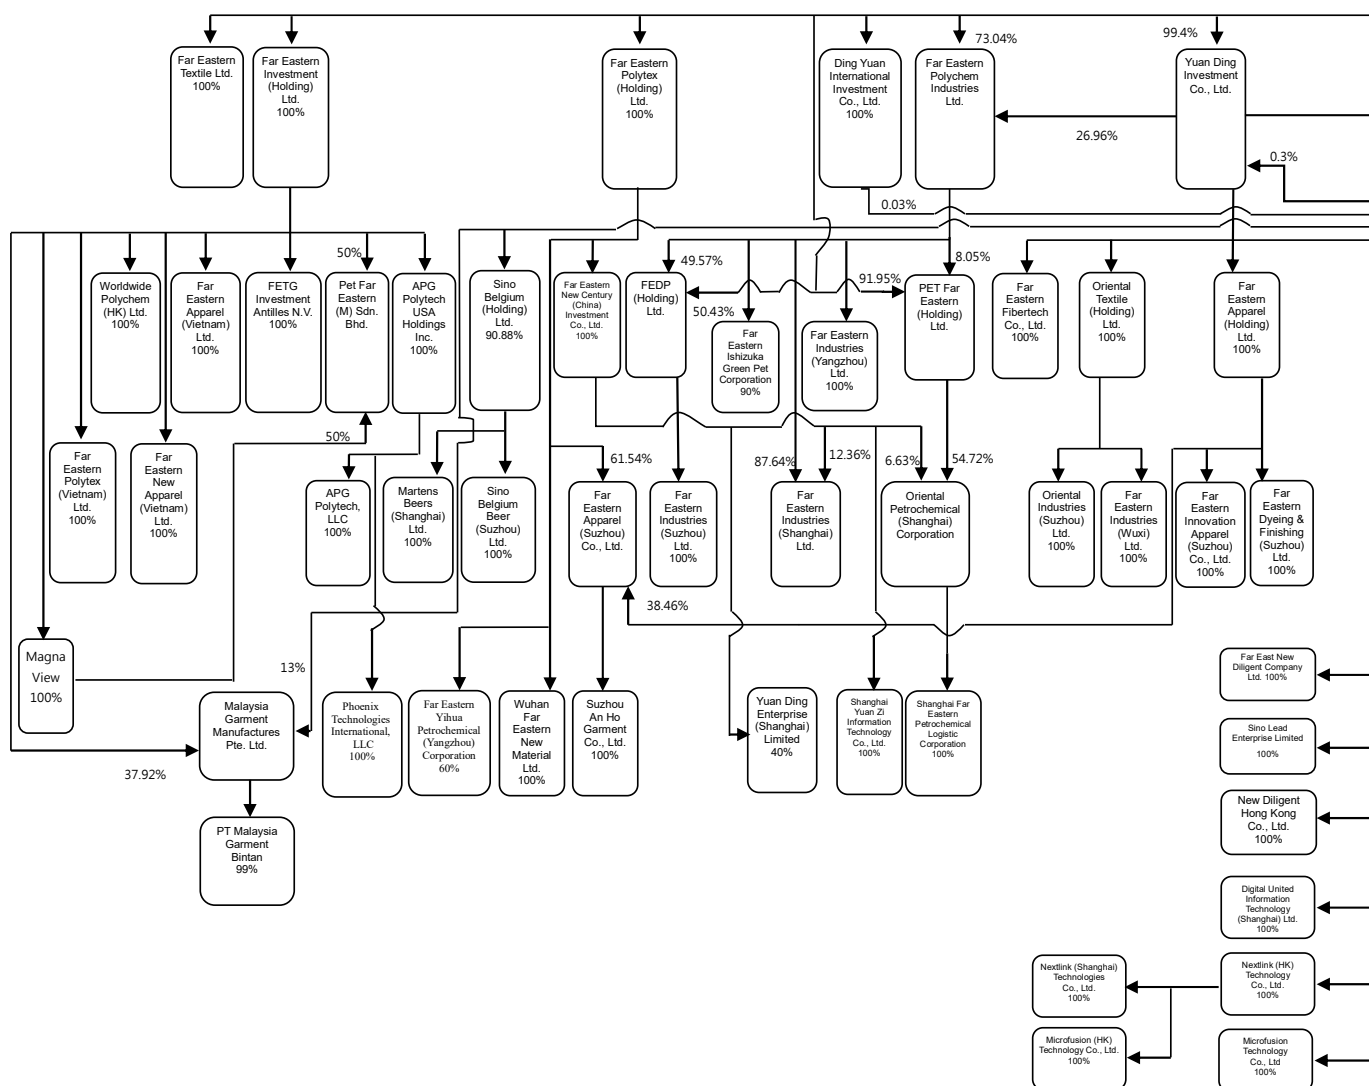 73.04%
99.4%
Far Eastern
Textile Ltd.
100%
Far Eastern
Investment
(Holding)
Ltd.
100%
Far Eastern
Polytex
(Holding)
Ltd.
100%
Ding Yuan
International
Investment
Co., Ltd.
100%
Far Eastern
Polychem
Industries
Ltd.
Yuan Ding
Investment
Co., Ltd.
26.96%
0.3%
0.03%
50%
49.57%
8.05%
91.95%
50.43%
Worldwide
Polychem
(HK) Ltd.
100%
Far
Eastern
Apparel
(Vietnam)
Ltd.
100%
FETG
Investment
Antilles N.V.
100%
Pet Far
Eastern
(M) Sdn.
Bhd.
APG
Polytech
USA
Holdings
Inc.
100%
Sino
Belgium
(Holding)
Ltd.
90.88%
Far Eastern
New Century
(China)
Investment
Co., Ltd.
100%
FEDP
(Holding)
Ltd.
Far
Eastern
Ishizuka
Green Pet
Corporation
90%
Far Eastern
Industries
(Yangzhou)
Ltd.
100%
PET Far
Eastern
(Holding)
Ltd.
Far
Eastern
Fibertech
Co., Ltd.
100%
Oriental
Textile
(Holding)
Ltd.
100%
Far
Eastern
Apparel
(Holding)
Ltd.
100%
50%
61.54%
87.64%
12.36%
6.63%
54.72%
Far
Eastern
Polytex
(Vietnam)
Ltd.
100%
Far
Eastern
New
Apparel
(Vietnam)
Ltd.
100%
APG
Polytech,
LLC
100%
Martens
Beers
(Shanghai)
Ltd.
100%
Sino
Belgium
Beer
(Suzhou)
Ltd.
100%
Far
Eastern
Apparel
(Suzhou)
Co., Ltd.
Far
Eastern
Industries
(Suzhou)
Ltd.
100%
Far
Eastern
Industries
(Shanghai)
Ltd.
Oriental
Petrochemical
(Shanghai)
Corporation
Oriental
Industries
(Suzhou)
Ltd.
100%
Far
Eastern
Industries
(Wuxi)
Ltd.
100%
Far
Eastern
Innovation
Apparel
(Suzhou)
Co., Ltd.
100%
Far
Eastern
Dyeing &
Finishing
(Suzhou)
Ltd.
100%
38.46%
Magna
View
100%
13%
37.92%
Malaysia
Garment
Manufactures
Pte. Ltd.
Phoenix
Technologies
International,
LLC
100%
Far Eastern
Yihua
Petrochemical
(Yangzhou)
Corporation
60%
Wuhan
Far
Eastern
New
Material
Ltd.
100%
Suzhou
An Ho
Garment
Co., Ltd.
100%
Yuan Ding
Enterprise
(Shanghai)
Limited
40%
Shanghai
Yuan Zi
Information
Technology
Co., Ltd.
100%
Shanghai Far
Eastern
Petrochemical
Logistic
Corporation
100%
Far East New
Diligent Company
Ltd. 100%
Sino Lead
Enterprise Limited
100%
New Diligent
Hong Kong
Co., Ltd.
100%
PT Malaysia
Garment
Bintan
99%
Digital United
Information
Technology
(Shanghai) Ltd.
100%
Nextlink (Shanghai)
Technologies
Co., Ltd.
100%
Nextlink (HK)
Technology
Co., Ltd.
100%
Microfusion (HK)
Technology Co., Ltd.
100%
Microfusion
Technology
Co., Ltd
100%